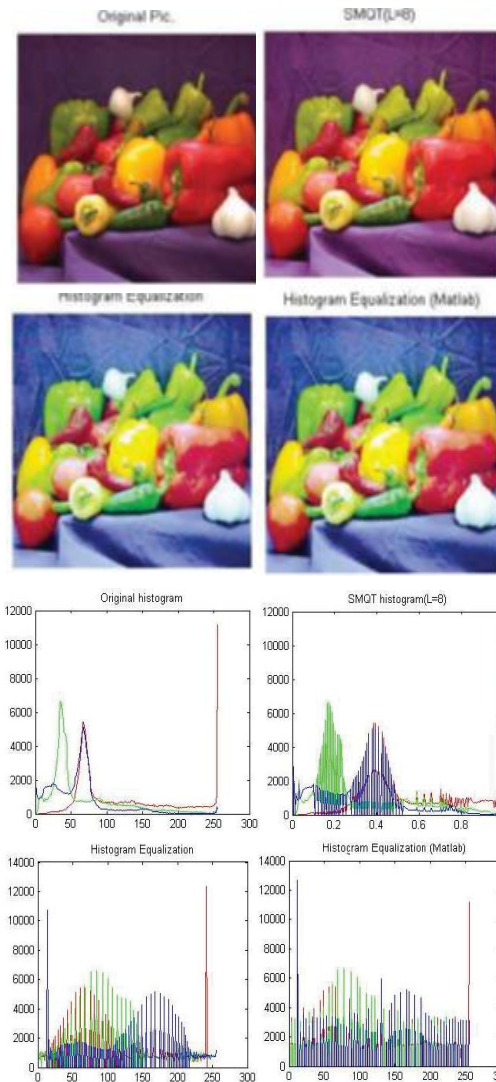 Original Pic.
SMQT(L=8)
Histogram Equalization
Histogram Equalization (Matlab)
Original histogram
12000
10000
8000
6000
4000
2000
0
0 50 100 150 200 250 300
SMQT histogram(L=8)
12000
10000
8000
6000
4000
2000
0
0 0.2 0.4 0.6 0.8
Histogram Equalization
14000
12000
10000
8000
6000
4000
2000
0
0 50 100 150 200 250 300
Histogram Equalization (Matlab)
14000
12000
10000
8000
6000
4000
2000
0
0 50 100 150 200 250 300